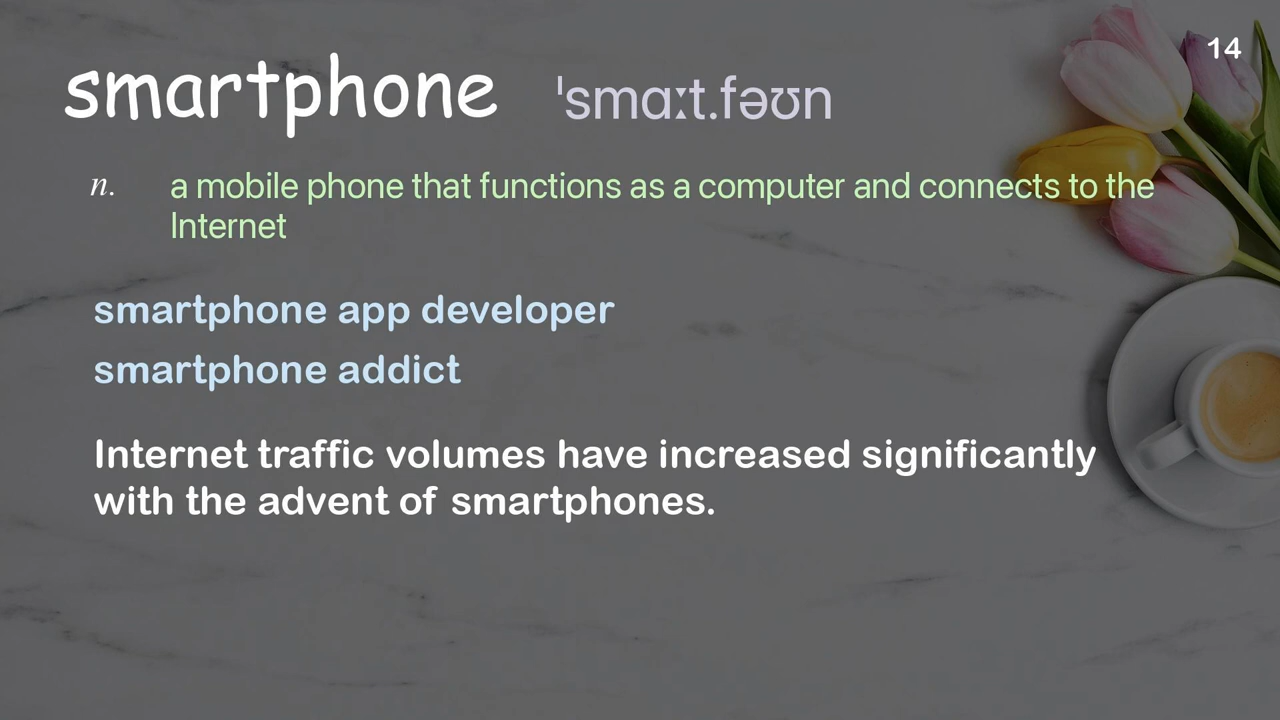 14
smartphone ˈsmɑːt.fəʊn
n. a mobile phone that functions as a computer and connects to the
Internet
smartphone app developer
smartphone addict
Internet traffic volumes have increased significantly
with the advent of smartphones.